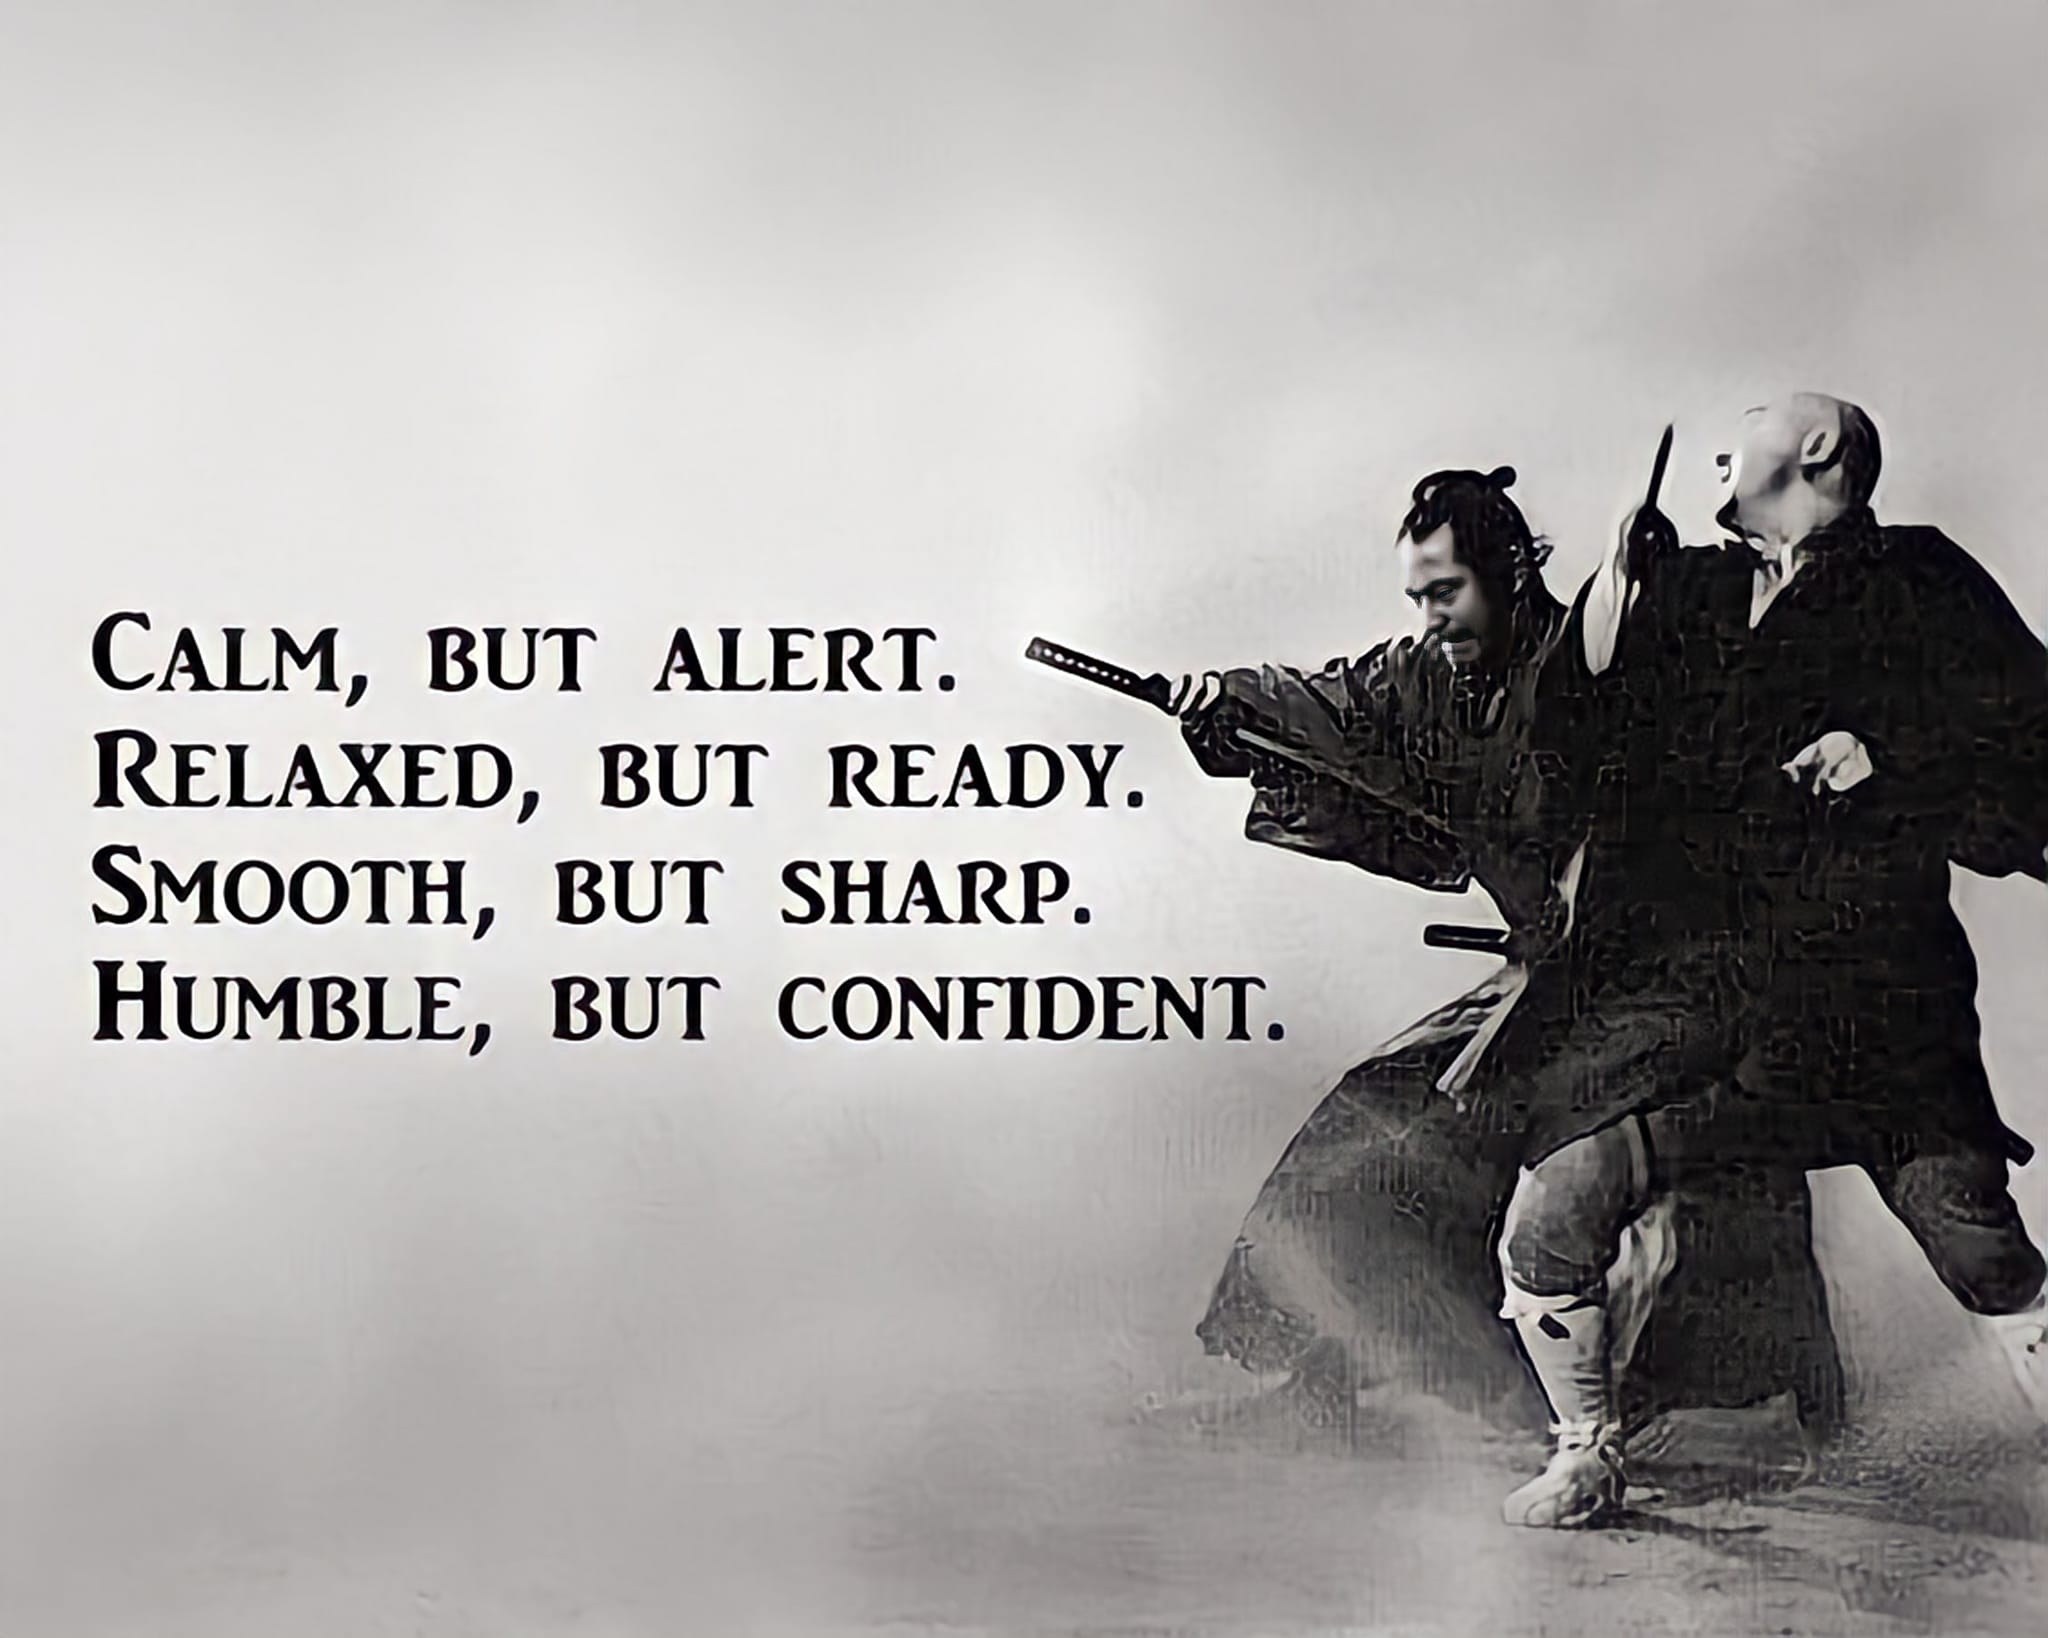 Calm, but alert.
Relaxed, but ready.
Smooth, but sharp.
Humble, but confident.